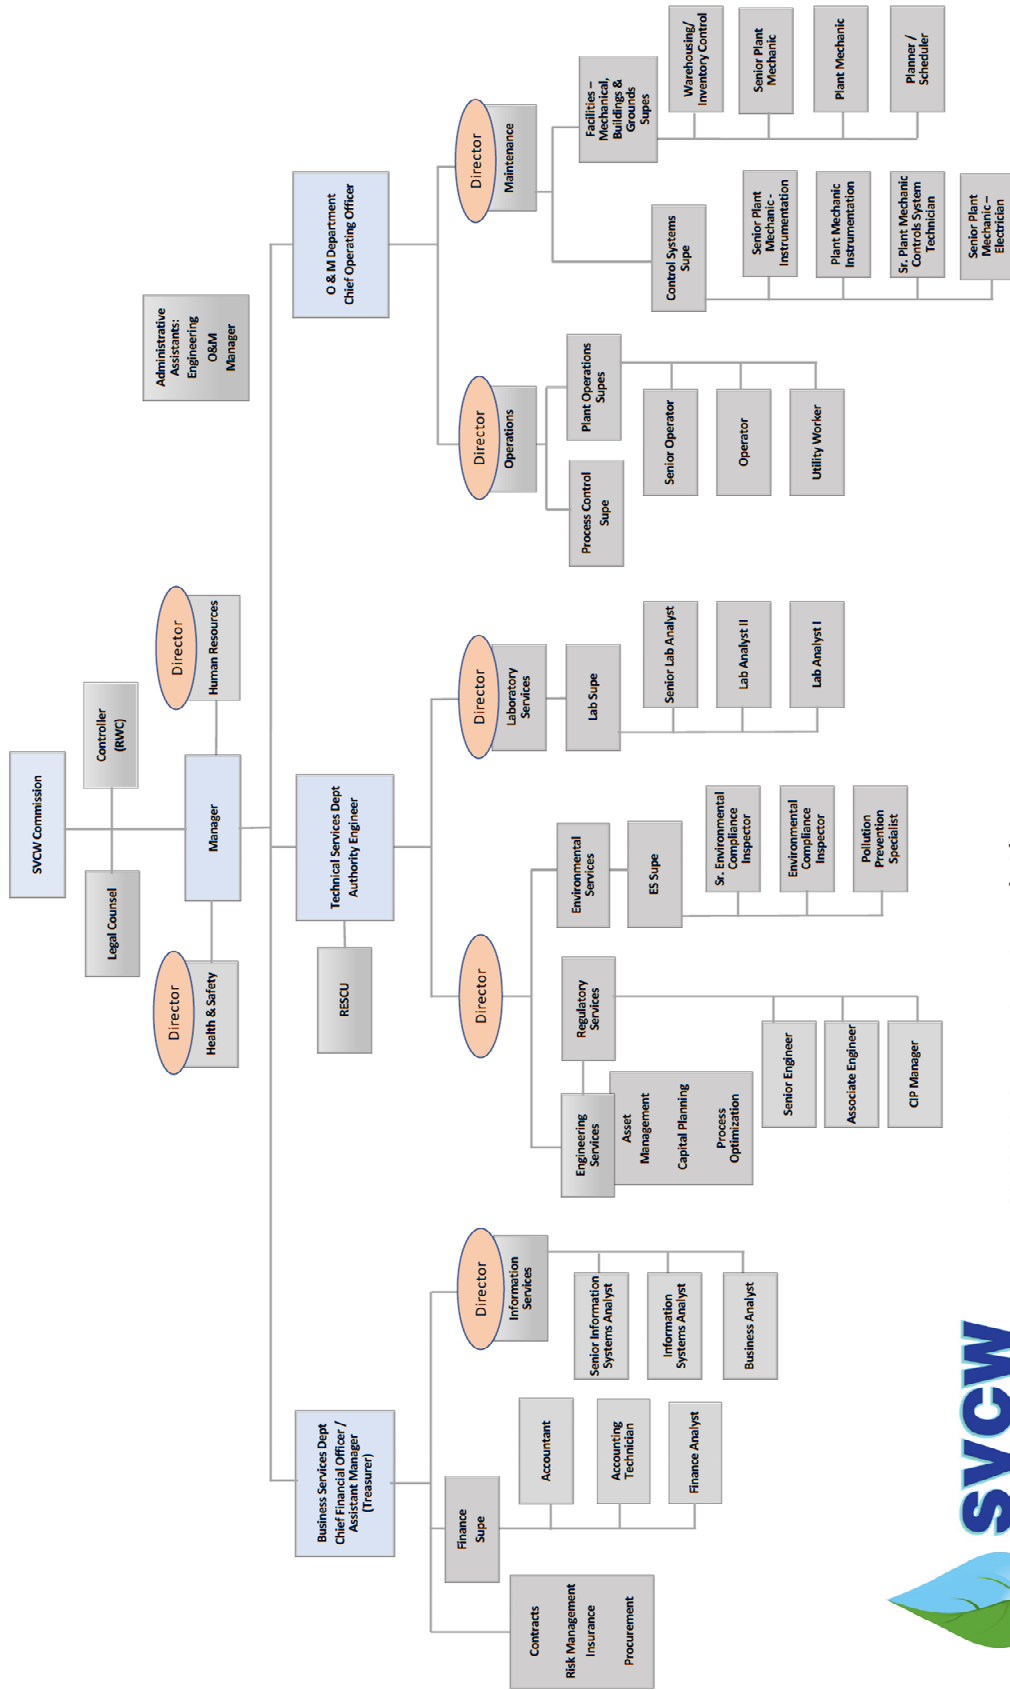 SVCW Commission
Legal Counsel
Controller
(RWC)
Director
Health & Safety
Manager
Director
Human Resources
Administrative
Assistants:
Engineering
O&M
Manager
Business Services Dept
Chief Financial Officer /
Assistant Manager
(Treasurer)
RESCU
Technical Services Dept
Authority Engineer
O & M Department
Chief Operating Officer
Contracts
Risk Management
Insurance
Procurement
Finance
Supe
Accountant
Accounting
Technician
Finance Analyst
Director
Information
Services
Senior Information
Systems Analyst
Information
Systems Analyst
Business Analyst
Director
Engineering
Services
Asset
Management
Capital Planning
Process
Optimization
Regulatory
Services
Senior Engineer
Associate Engineer
CIP Manager
Environmental
Services
ES Supe
Sr. Environmental
Compliance
Inspector
Environmental
Compliance
Inspector
Pollution
Prevention
Specialist
Director
Laboratory
Services
Lab Supe
Senior Lab Analyst
Lab Analyst II
Lab Analyst I
Director
Operations
Process Control
Supe
Plant Operations
Supes
Senior Operator
Operator
Utility Worker
Director
Maintenance
Control Systems
Supe
Senior Plant
Mechanic -
Instrumentation
Plant Mechanic
Instrumentation
Sr. Plant Mechanic
Controls System
Technician
Senior Plant
Mechanic –
Electrician
Facilities –
Mechanical,
Buildings &
Grounds
Supes
Warehousing/
Inventory Control
Senior Plant
Mechanic
Plant Mechanic
Planner /
Scheduler
SVCW